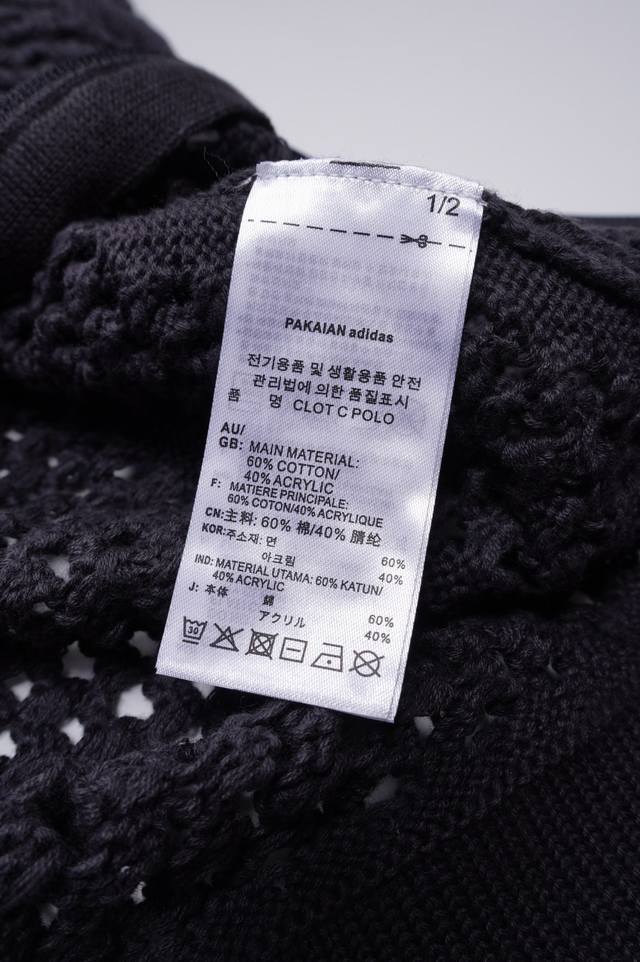 1/2
PAKAIAN adidas
전기용품 및 생활용품 안전
관리법에 의한 품질표시
품 명 CLOT C POLO
AU/
GB: MAIN MATERIAL:
60% COTTON/
40% ACRYLIC
F: MATIERE PRINCIPALE:
60% COTON/40% ACRYLIQUE
CN:主料: 60% 棉/40% 腈纶
KOR:주소재: 면 60%
아크릴 40%
IND: MATERIAL UTAMA: 60% KATUN/
40% ACRYLIC
J: 本体 綿 60%
アクリル 40%
30